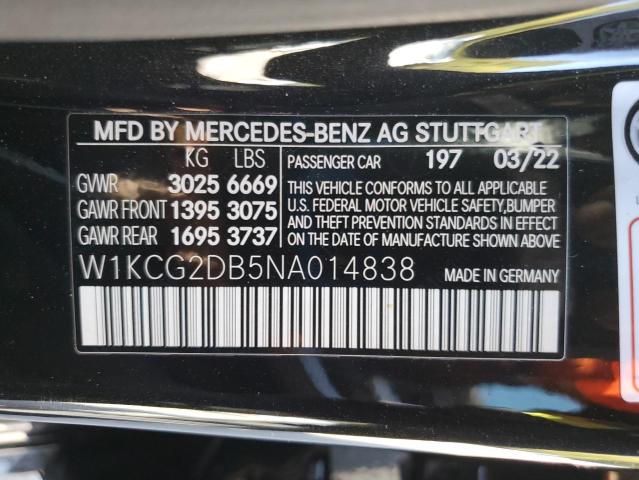 MFD BY MERCEDES-BENZ AG STUTTGART
KG LBS PASSENGER CAR 197 03/22
GVWR 3025 6669 THIS VEHICLE CONFORMS TO ALL APPLICABLE
GAWR FRONT 1395 3075 U.S. FEDERAL MOTOR VEHICLE SAFETY,BUMPER
GAWR REAR 1695 3737 AND THEFT PREVENTION STANDARDS IN EFFECT
ON THE DATE OF MANUFACTURE SHOWN ABOVE.
W1KCG2DB5NA014838 MADE IN GERMANY